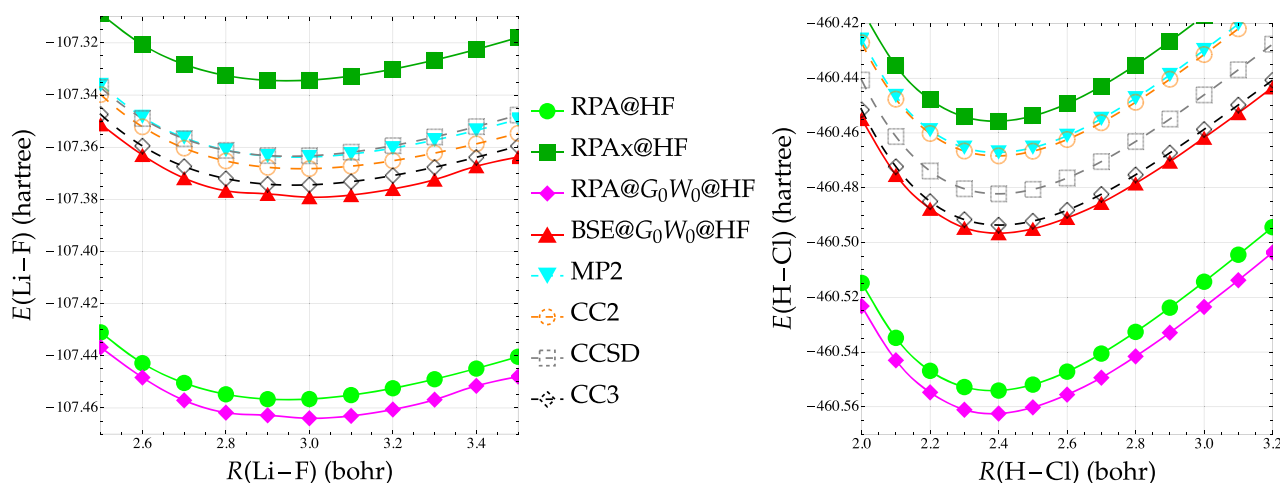 E(Li−F) (hartree)
−107.32
−107.34
−107.36
−107.38
−107.40
−107.42
−107.44
−107.46
2.6 2.8 3.0 3.2 3.4
R(Li−F) (bohr)
RPA@HF
RPAx@HF
RPA@G₀W₀@HF
BSE@G₀W₀@HF
MP2
CC2
CCSD
CC3
E(H−Cl) (hartree)
−460.42
−460.44
−460.46
−460.48
−460.50
−460.52
−460.54
−460.56
2.0 2.2 2.4 2.6 2.8 3.0 3.2
R(H−Cl) (bohr)